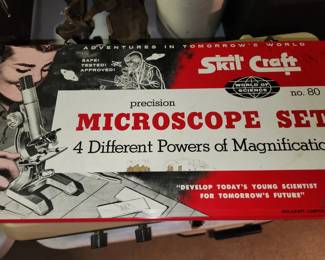 ADVENTURES IN TOMORROW'S WORLD
SAFE!
TESTED!
APPROVED!
Skil Craft
WORLD OF
SCIENCE
no. 80
precision
MICROSCOPE SET
4 Different Powers of Magnificatio
"DEVELOP TODAY'S YOUNG SCIENTIST
FOR TOMORROW'S FUTURE"